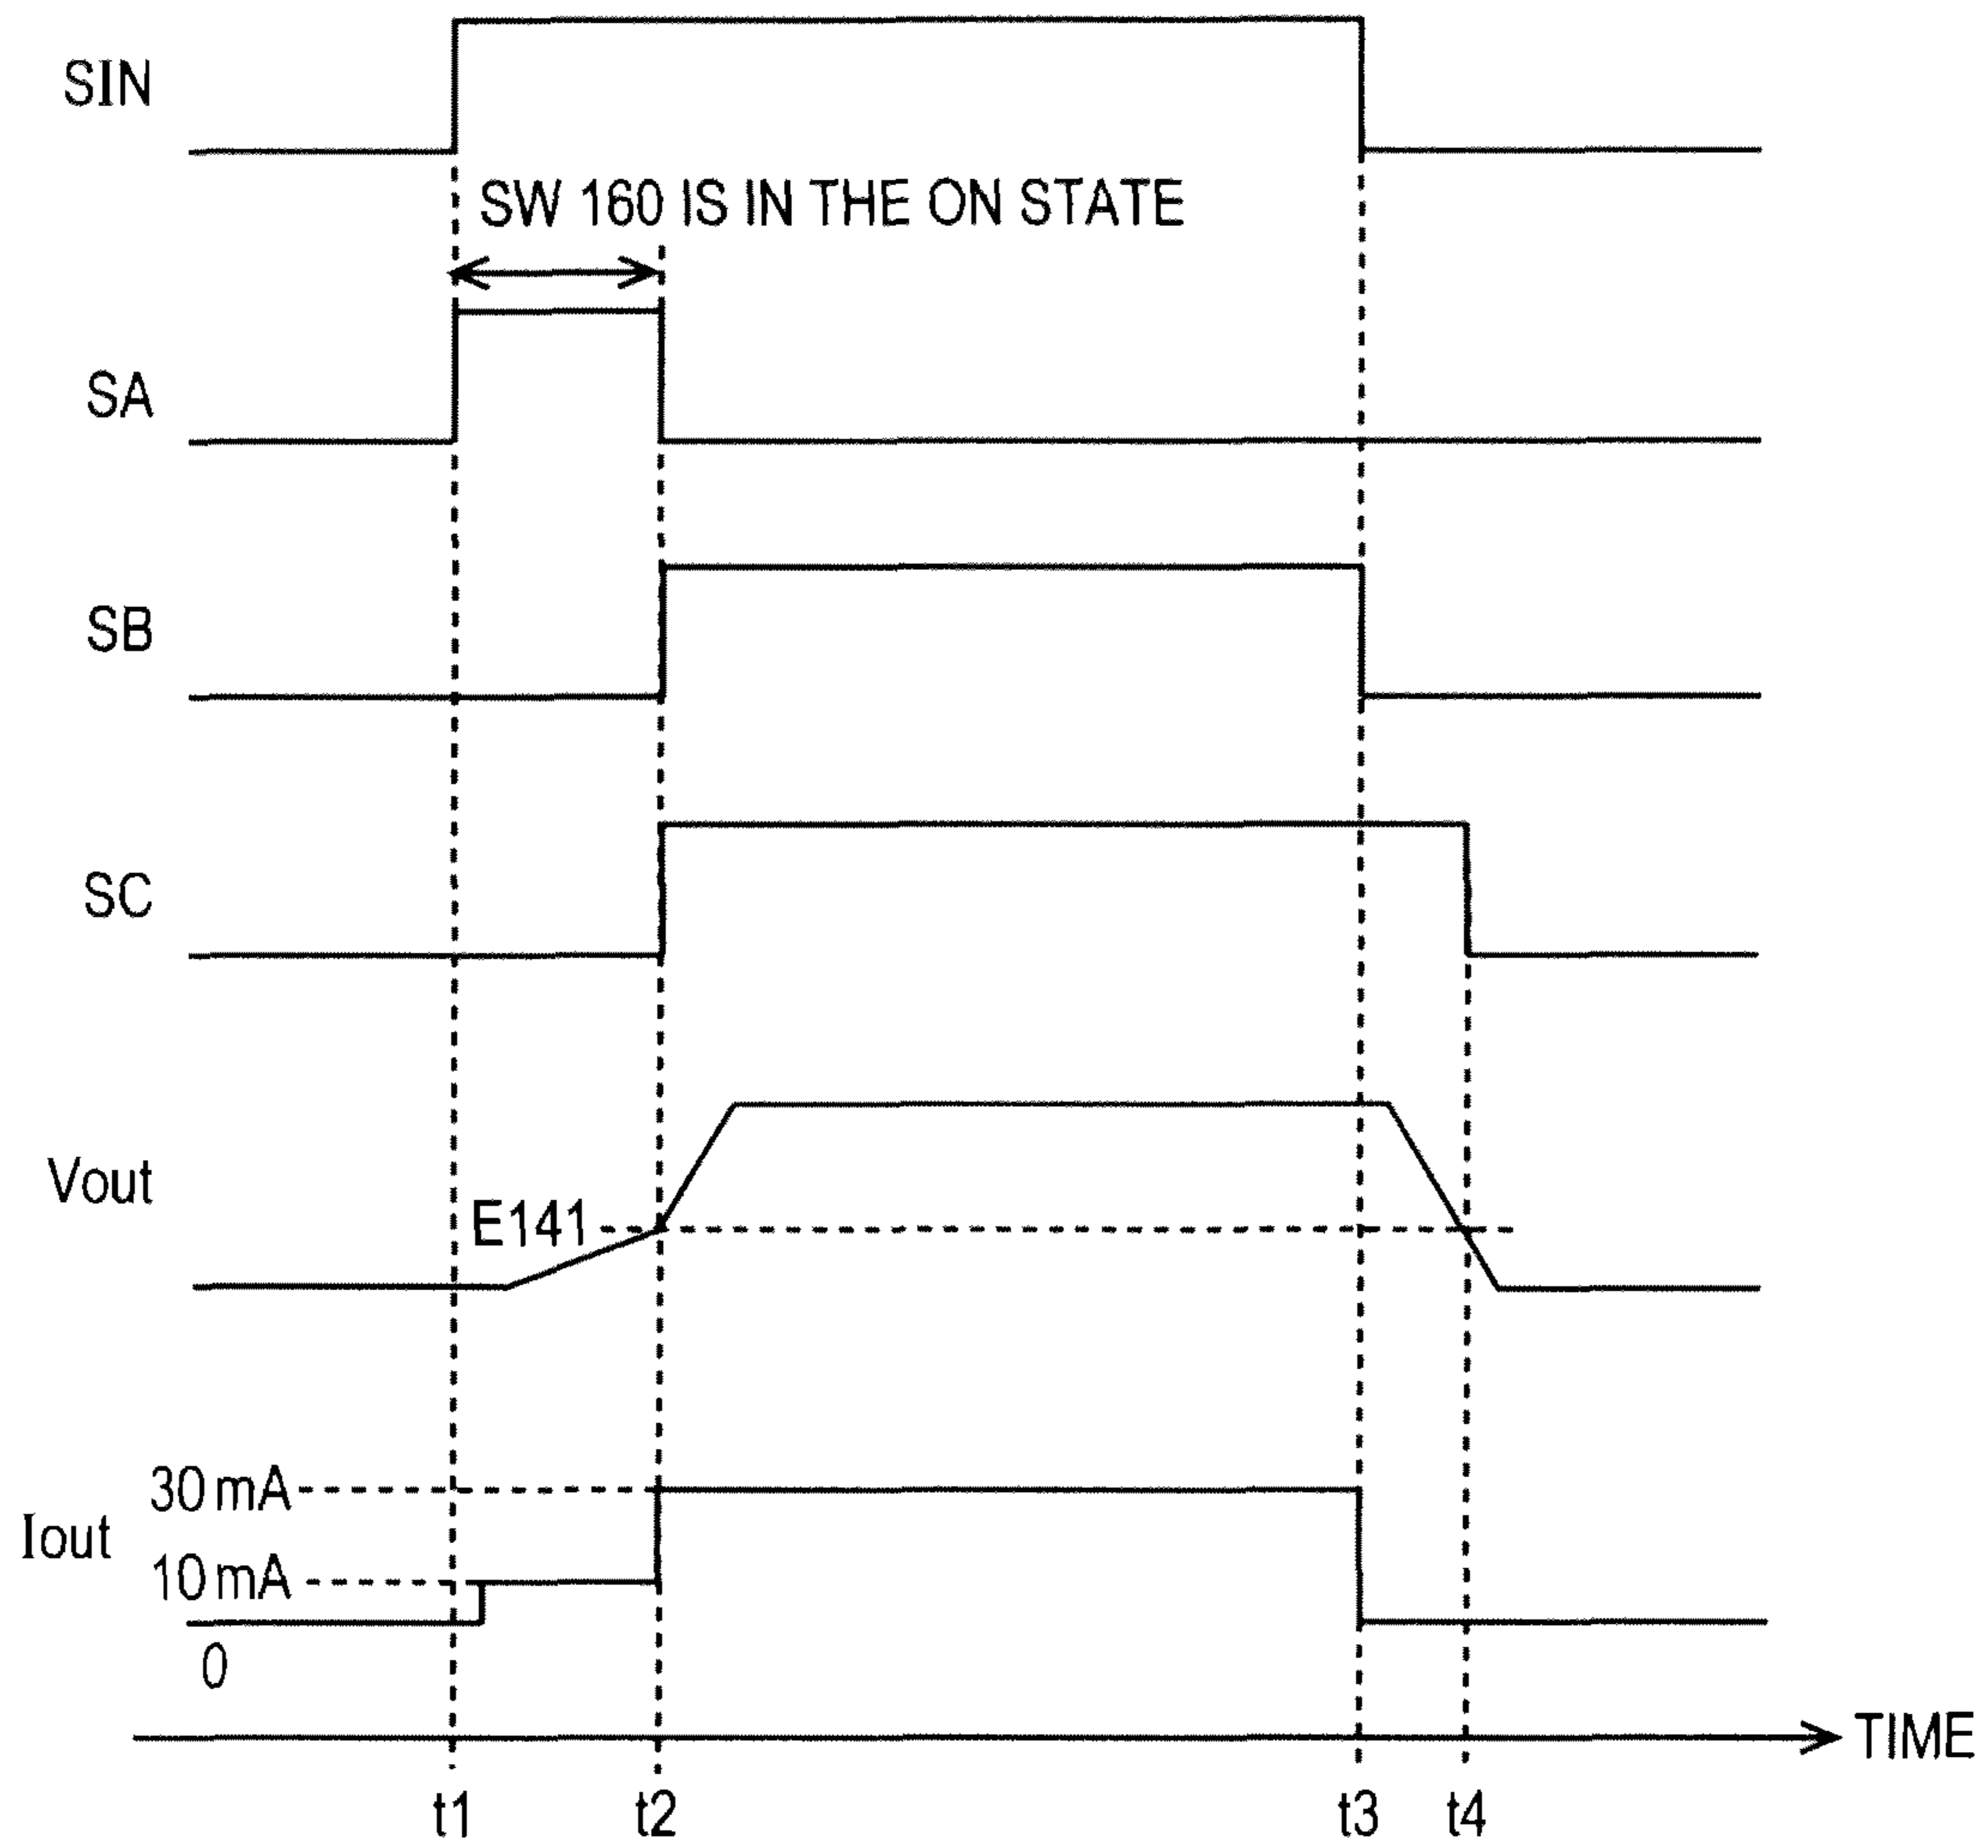 SIN
SW 160 IS IN THE ON STATE
SA
SB
SC
Vout
E141
30 mA
Iout
10 mA
0
TIME
t1 t2 t3 t4